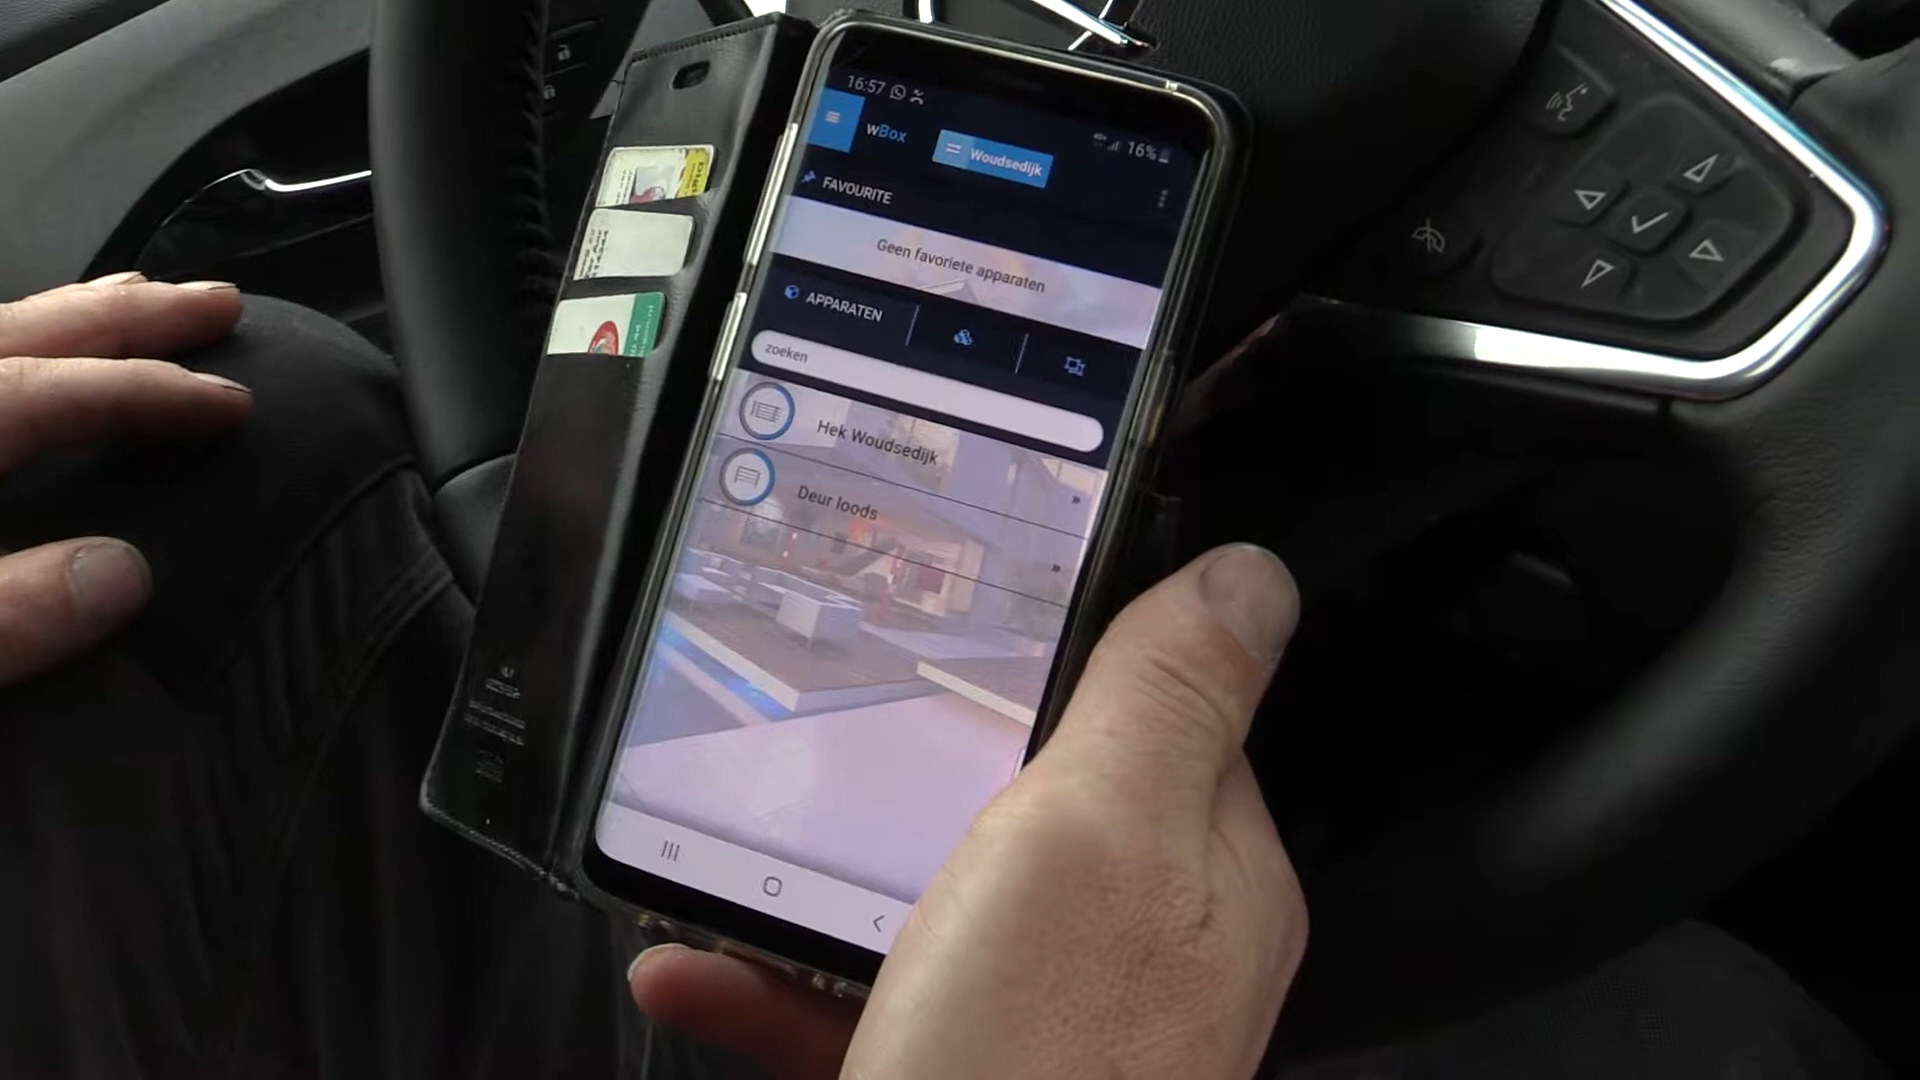 16:57
16%
wBox
Woudsedijk
FAVOURITE
Geen favoriete apparaten
APPARATEN
zoeken
Hek Woudsedijk
Deur loods